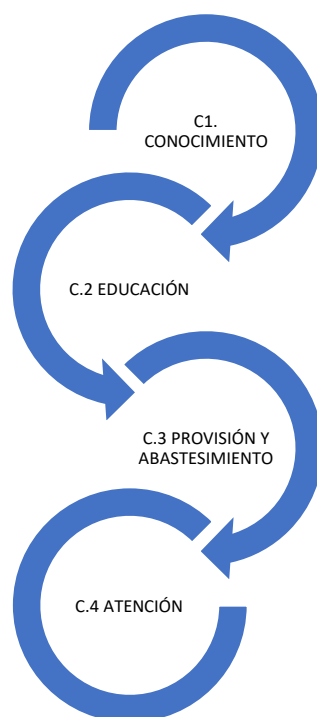 C1.
CONOCIMIENTO
C.2 EDUCACIÓN
C.3 PROVISIÓN Y
ABASTESIMIENTO
C.4 ATENCIÓN